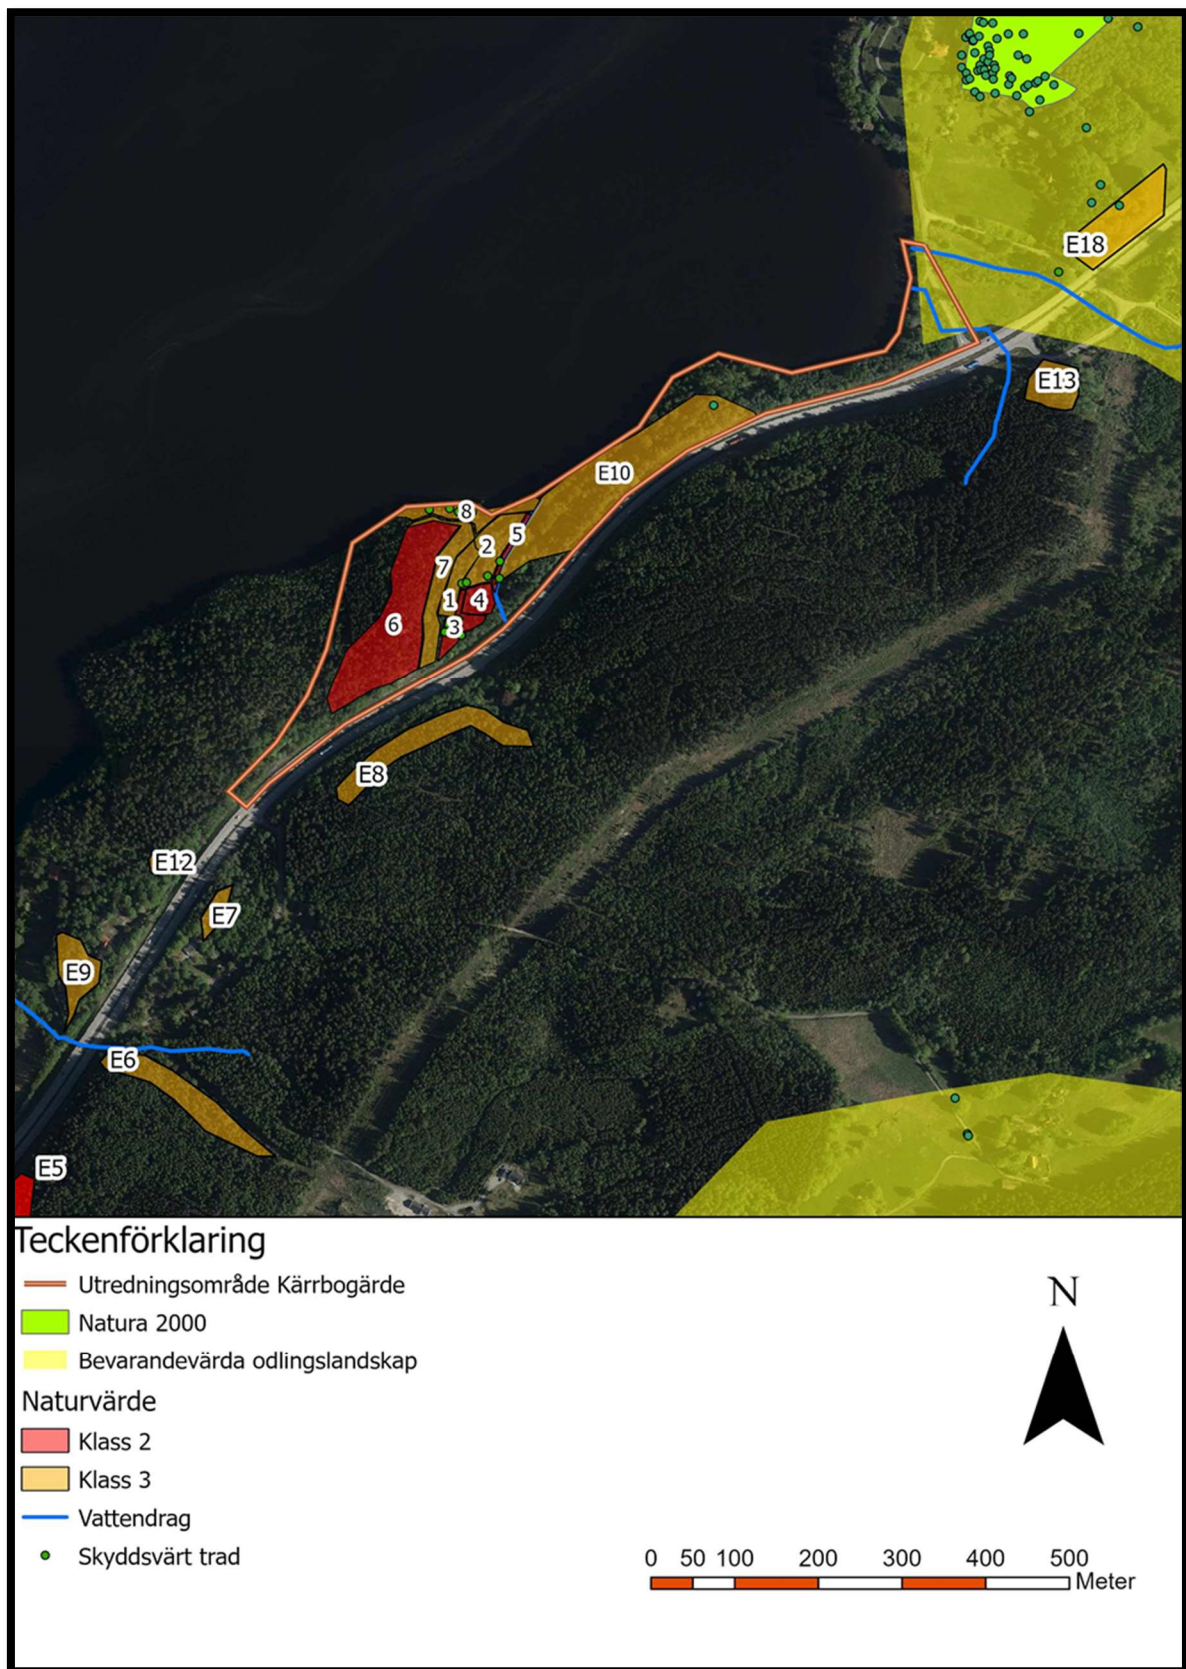 E18
E13
E10
8
5
2
7
1
4
3
6
E8
E12
E7
E9
E6
E5
Teckenförklaring
Utredningsområde Kärrbogärde
Natura 2000
Bevarandevärda odlingslandskap
Naturvärde
Klass 2
Klass 3
Vattendrag
Skyddsvärt trad
N
0 50 100 200 300 400 500
Meter